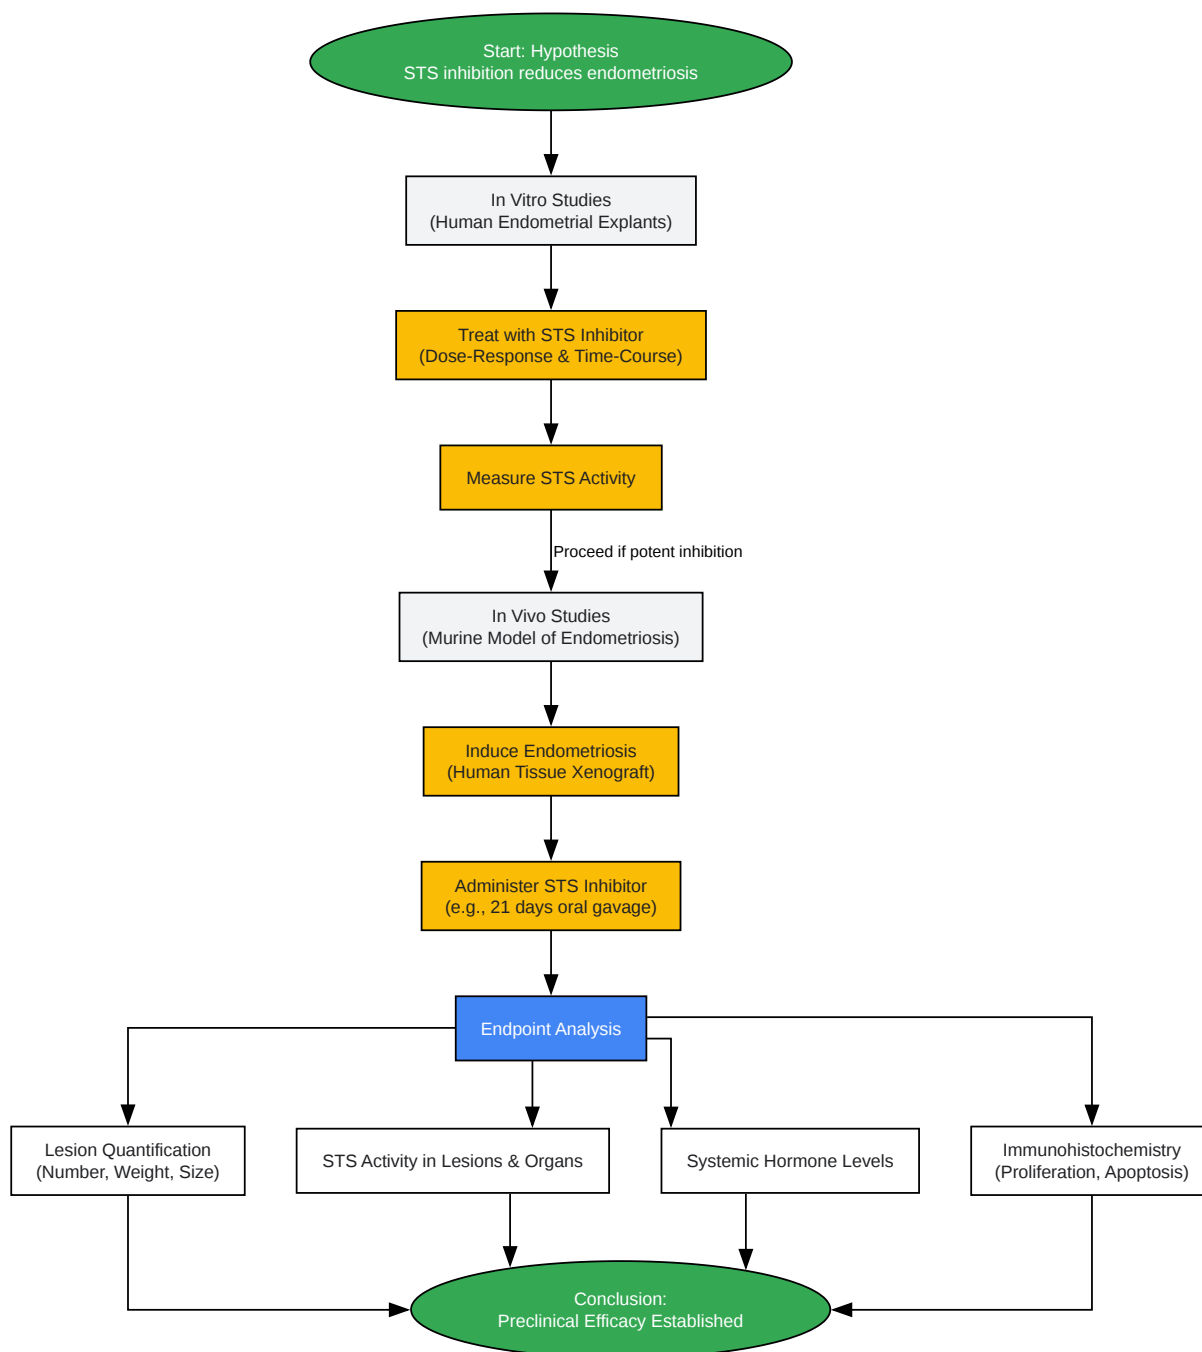 Start: Hypothesis
STS inhibition reduces endometriosis
In Vitro Studies
(Human Endometrial Explants)
Treat with STS Inhibitor
(Dose-Response & Time-Course)
Measure STS Activity
Proceed if potent inhibition
In Vivo Studies
(Murine Model of Endometriosis)
Induce Endometriosis
(Human Tissue Xenograft)
Administer STS Inhibitor
(e.g., 21 days oral gavage)
Endpoint Analysis
Lesion Quantification
(Number, Weight, Size)
STS Activity in Lesions & Organs
Systemic Hormone Levels
Immunohistochemistry
(Proliferation, Apoptosis)
Conclusion:
Preclinical Efficacy Established